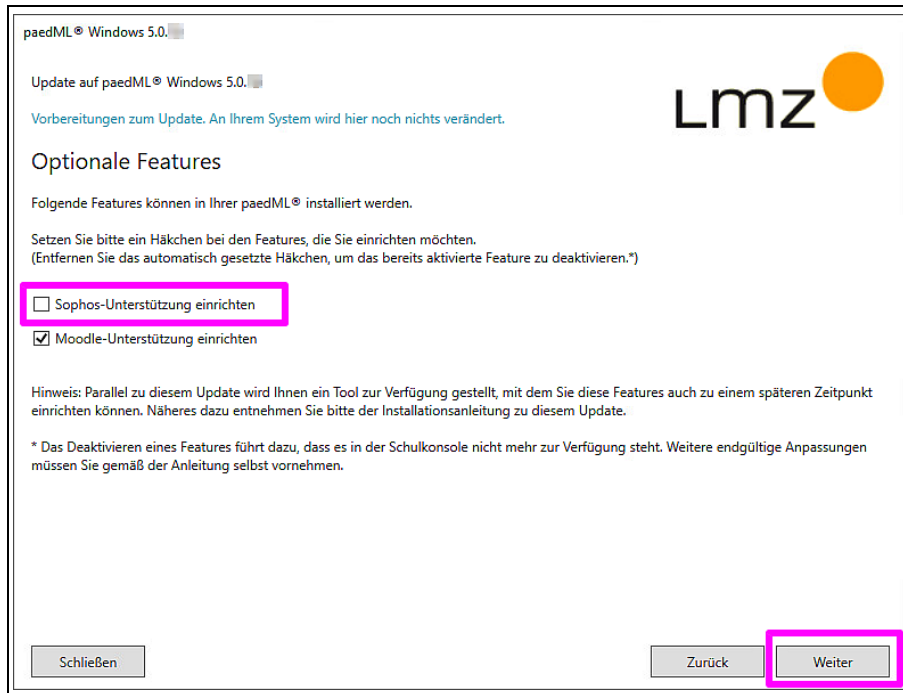 paedML® Windows 5.0.
Update auf paedML® Windows 5.0.
LMZ
Vorbereitungen zum Update. An Ihrem System wird hier noch nichts verändert.
Optionale Features
Folgende Features können in Ihrer paedML® installiert werden.
Setzen Sie bitte ein Häkchen bei den Features, die Sie einrichten möchten.
(Entfernen Sie das automatisch gesetzte Häkchen, um das bereits aktivierte Feature zu deaktivieren.*)
Sophos-Unterstützung einrichten
Moodle-Unterstützung einrichten
Hinweis: Parallel zu diesem Update wird Ihnen ein Tool zur Verfügung gestellt, mit dem Sie diese Features auch zu einem späteren Zeitpunkt
einrichten können. Näheres dazu entnehmen Sie bitte der Installationsanleitung zu diesem Update.
* Das Deaktivieren eines Features führt dazu, dass es in der Schulkonsole nicht mehr zur Verfügung steht. Weitere endgültige Anpassungen
müssen Sie gemäß der Anleitung selbst vornehmen.
Schließen
Zurück
Weiter